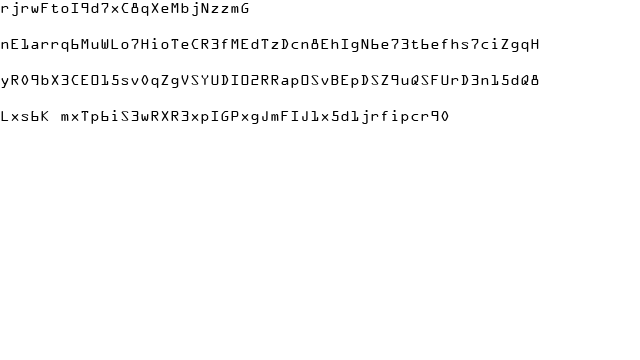 rjrwFtoI9d7xC8qXeMbjNzzmG
nE1arrq6MuWLo7HioTeCR3fMEdTzDcn8EhIgN6e73t6efhs7ciZgqH
yR09bX3CEO15sv0qZgVSYUDIO2RRapOSvBEpDSZ9uQSFUrD3n15dQ8
Lxs6K mxTp6iS3wRXR3xpIGPxgJmFIJ1x5d1jrfipcr90